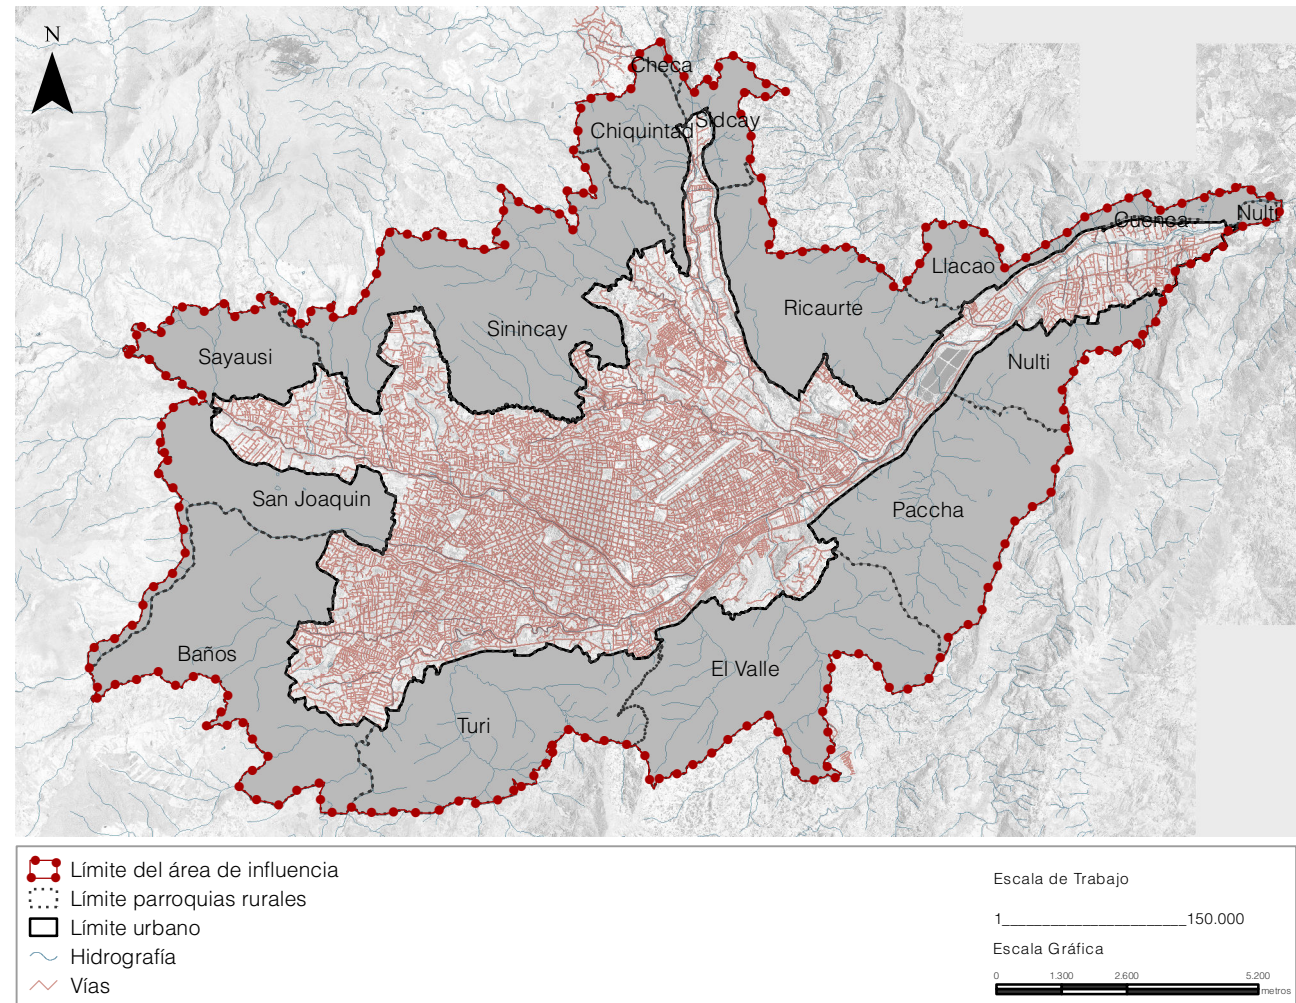 N
Checa
Chiquintad
Sidcay
Cuenca
Nulti
Llacao
Ricaurte
Sinincay
Sayausi
Nulti
San Joaquin
Paccha
Baños
El Valle
Turi
Límite del área de influencia
Límite parroquias rurales
Límite urbano
Hidrografía
Vías
Escala de Trabajo
1_______________________150.000
Escala Gráfica
0 1.300 2.600 5.200
metros